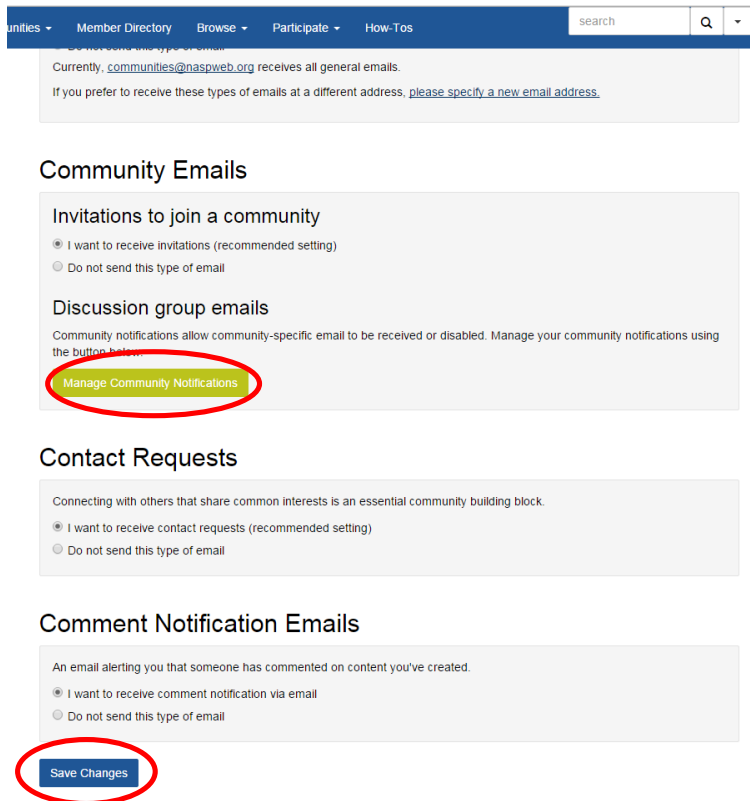 unities Member Directory Browse Participate How-Tos search
Do not send this type of email
Currently, communities@naspweb.org receives all general emails.
If you prefer to receive these types of emails at a different address, please specify a new email address.
Community Emails
Invitations to join a community
I want to receive invitations (recommended setting)
Do not send this type of email
Discussion group emails
Community notifications allow community-specific email to be received or disabled. Manage your community notifications using
the button below.
Manage Community Notifications
Contact Requests
Connecting with others that share common interests is an essential community building block.
I want to receive contact requests (recommended setting)
Do not send this type of email
Comment Notification Emails
An email alerting you that someone has commented on content you've created.
I want to receive comment notification via email
Do not send this type of email
Save Changes